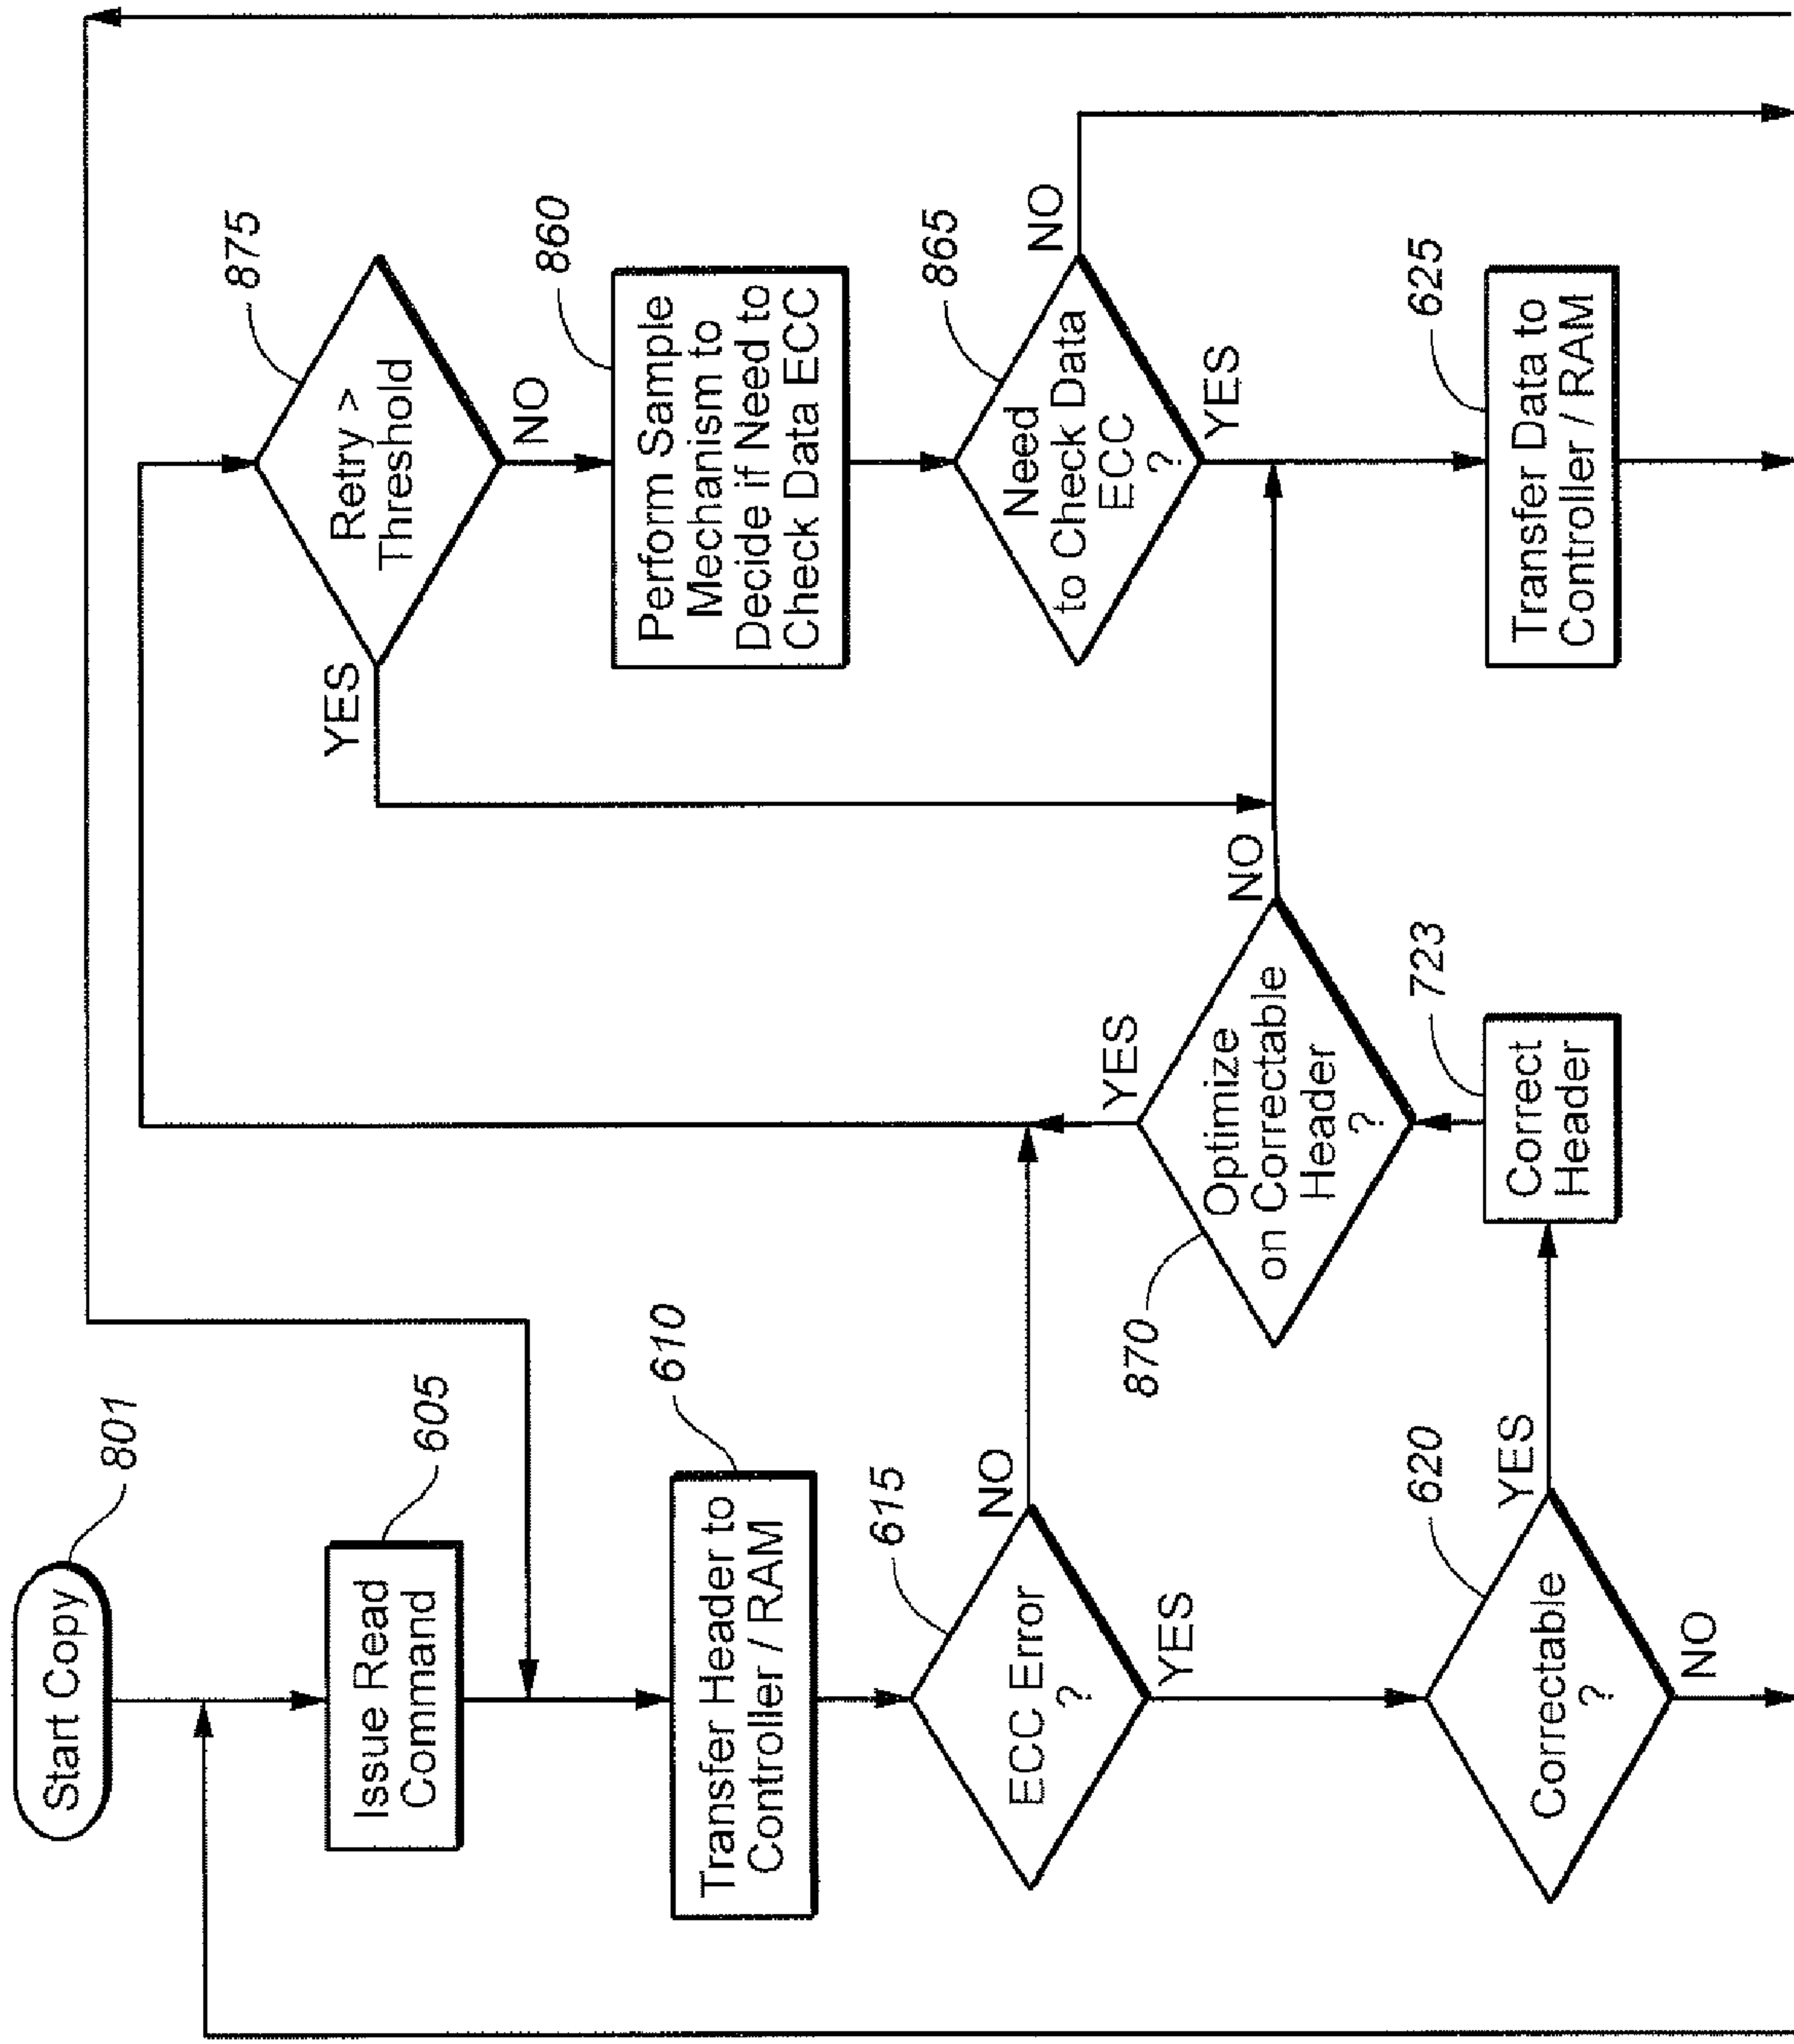 Start Copy
801
Issue Read
Command
605
Transfer Header to
Controller / RAM
610
ECC Error
?
615
NO
YES
Correctable
?
620
YES
NO
Correct
Header
723
Optimize
on Correctable
Header
?
870
YES
NO
Retry >
Threshold
875
YES
NO
Perform Sample
Mechanism to
Decide if Need to
Check Data ECC
860
Need
to Check Data
ECC
?
865
NO
YES
Transfer Data to
Controller / RAM
625